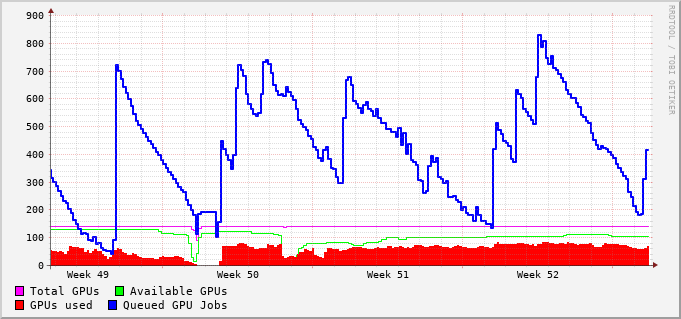 900
800
700
600
500
400
300
200
100
0
Week 49 Week 50 Week 51 Week 52
Total GPUs Available GPUs
GPUs used Queued GPU Jobs
RRDTOOL / TOBI OETIKER